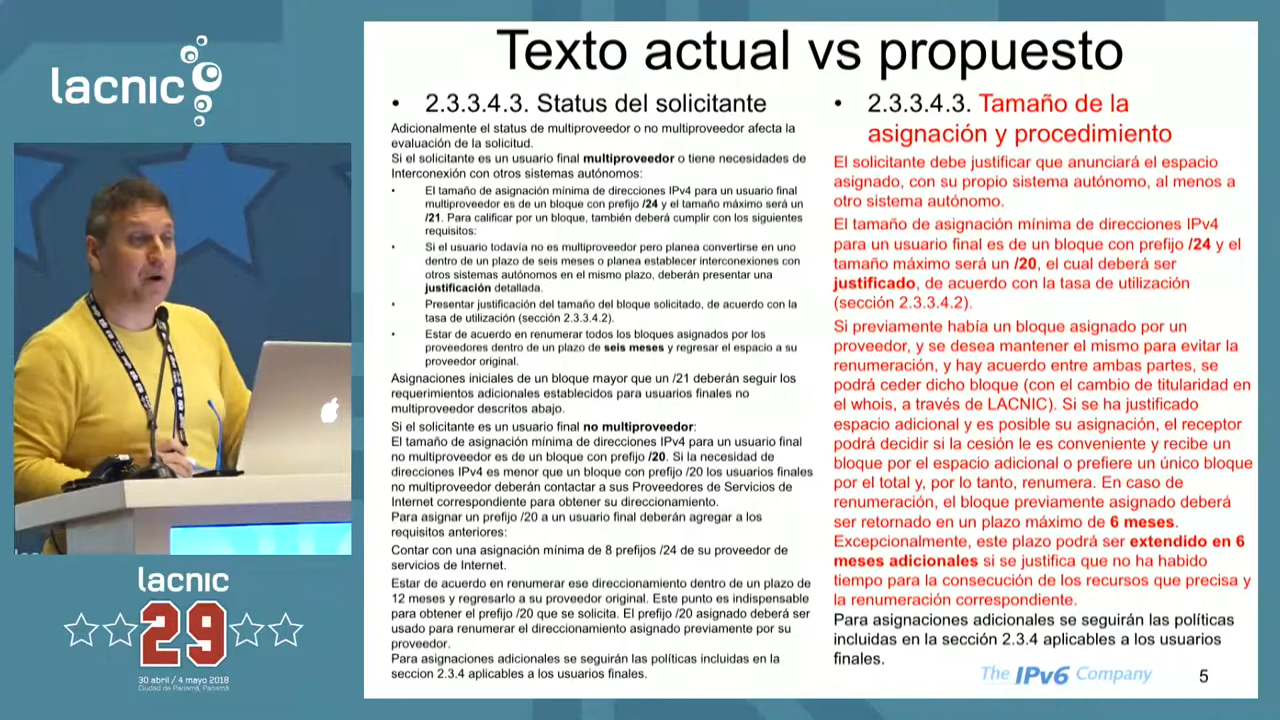 lacnic
Texto actual vs propuesto
• 2.3.3.4.3. Status del solicitante
Adicionalmente el status de multiproveedor o no multiproveedor afecta la
evaluación de la solicitud.
Si el solicitante es un usuario final multiproveedor o tiene necesidades de
Interconexión con otros sistemas autónomos:
• El tamaño de asignación mínima de direcciones IPv4 para un usuario final
multiproveedor es de un bloque con prefijo /24 y el tamaño máximo será un
/21. Para calificar por un bloque, también deberá cumplir con los siguientes
requisitos:
• Si el usuario todavía no es multiproveedor pero planea convertirse en uno
dentro de un plazo de seis meses o planea establecer interconexiones con
otros sistemas autónomos en el mismo plazo, deberán presentar una
justificación detallada.
• Presentar justificación del tamaño del bloque solicitado, de acuerdo con la
tasa de utilización (sección 2.3.3.4.2).
• Estar de acuerdo en renumerar todos los bloques asignados por los
proveedores dentro de un plazo de seis meses y regresar el espacio a su
proveedor original.
Asignaciones iniciales de un bloque mayor que un /21 deberán seguir los
requerimientos adicionales establecidos para usuarios finales no
multiproveedor descritos abajo.
Si el solicitante es un usuario final no multiproveedor:
El tamaño de asignación mínima de direcciones IPv4 para un usuario final
no multiproveedor es de un bloque con prefijo /20. Si la necesidad de
direcciones IPv4 es menor que un bloque con prefijo /20 los usuarios finales
no multiproveedor deberán contactar a sus Proveedores de Servicios de
Internet correspondiente para obtener su direccionamiento.
Para asignar un prefijo /20 a un usuario final deberán agregar a los
requisitos anteriores:
Contar con una asignación mínima de 8 prefijos /24 de su proveedor de
servicios de Internet.
Estar de acuerdo en renumerar ese direccionamiento dentro de un plazo de
12 meses y regresarlo a su proveedor original. Este punto es indispensable
para obtener el prefijo /20 que se solicita. El prefijo /20 asignado deberá ser
usado para renumerar el direccionamiento asignado previamente por su
proveedor.
Para asignaciones adicionales se seguirán las políticas incluidas en la
seccion 2.3.4 aplicables a los usuarios finales.
• 2.3.3.4.3. Tamaño de la
asignación y procedimiento
El solicitante debe justificar que anunciará el espacio
asignado, con su propio sistema autónomo, al menos a
otro sistema autónomo.
El tamaño de asignación mínima de direcciones IPv4
para un usuario final es de un bloque con prefijo /24 y el
tamaño máximo será un /20, el cual deberá ser
justificado, de acuerdo con la tasa de utilización
(sección 2.3.3.4.2).
Si previamente había un bloque asignado por un
proveedor, y se desea mantener el mismo para evitar la
renumeración, y hay acuerdo entre ambas partes, se
podrá ceder dicho bloque (con el cambio de titularidad en
el whois, a través de LACNIC). Si se ha justificado
espacio adicional y es posible su asignación, el receptor
podrá decidir si la cesión le es conveniente y recibe un
bloque por el espacio adicional o prefiere un único bloque
por el total y, por lo tanto, renumera. En caso de
renumeración, el bloque previamente asignado deberá
ser retornado en un plazo máximo de 6 meses.
Excepcionalmente, este plazo podrá ser extendido en 6
meses adicionales si se justifica que no ha habido
tiempo para la consecución de los recursos que precisa y
la renumeración correspondiente.
Para asignaciones adicionales se seguirán las políticas
incluidas en la sección 2.3.4 aplicables a los usuarios
finales.
The IPv6 Company
5
lacnic
29
30 abril / 4 mayo 2018
Ciudad de Panamá, Panamá